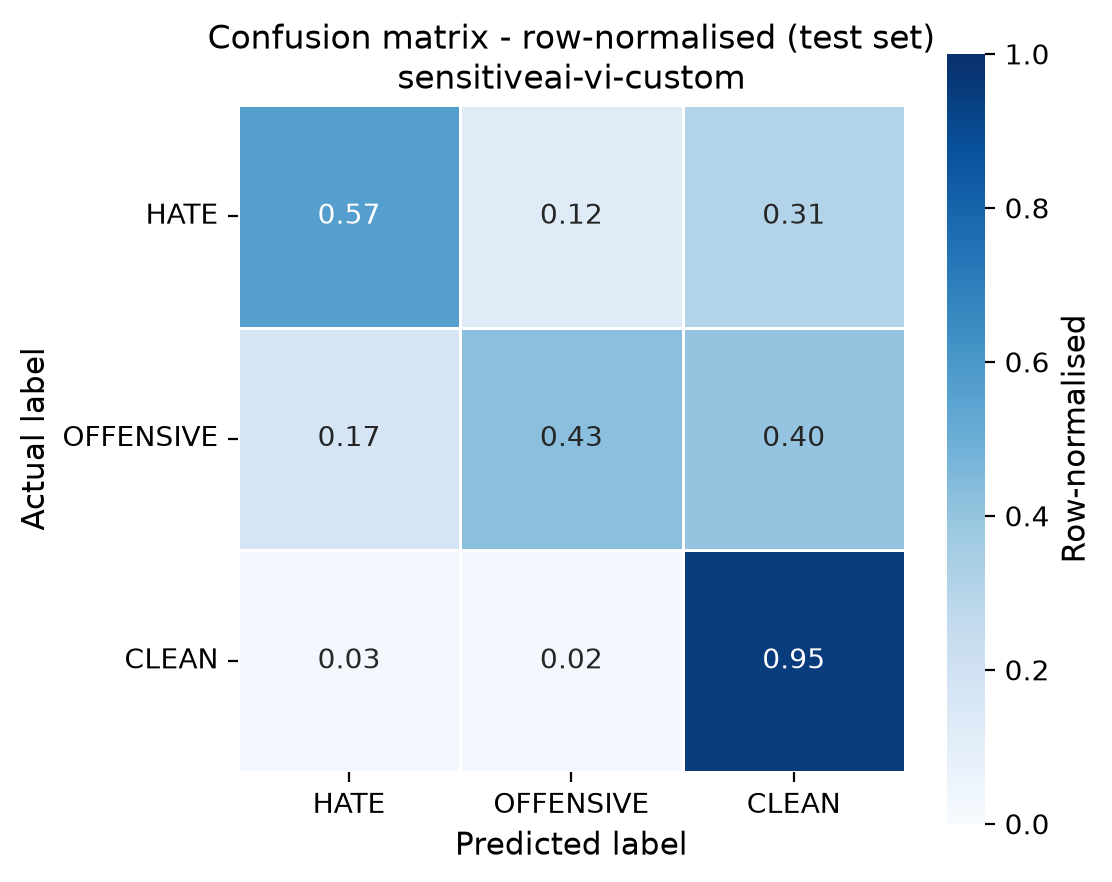 Confusion matrix - row-normalised (test set)
sensitiveai-vi-custom
Actual label
HATE 0.57 0.12 0.31
OFFENSIVE 0.17 0.43 0.40
CLEAN 0.03 0.02 0.95
HATE OFFENSIVE CLEAN
Predicted label
1.0
0.8
0.6
0.4
0.2
0.0
Row-normalised